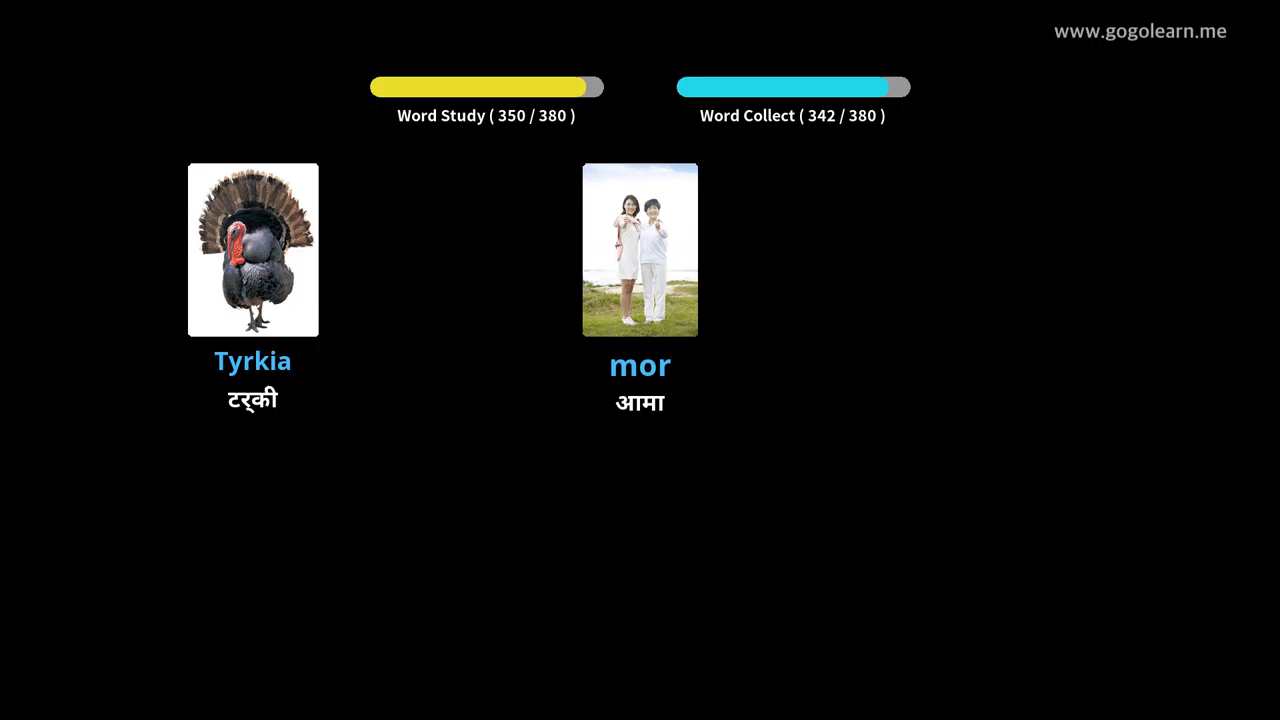 www.gogolearn.me
Word Study ( 350 / 380 )
Word Collect ( 342 / 380 )
Tyrkia
टर्की
mor
आमा